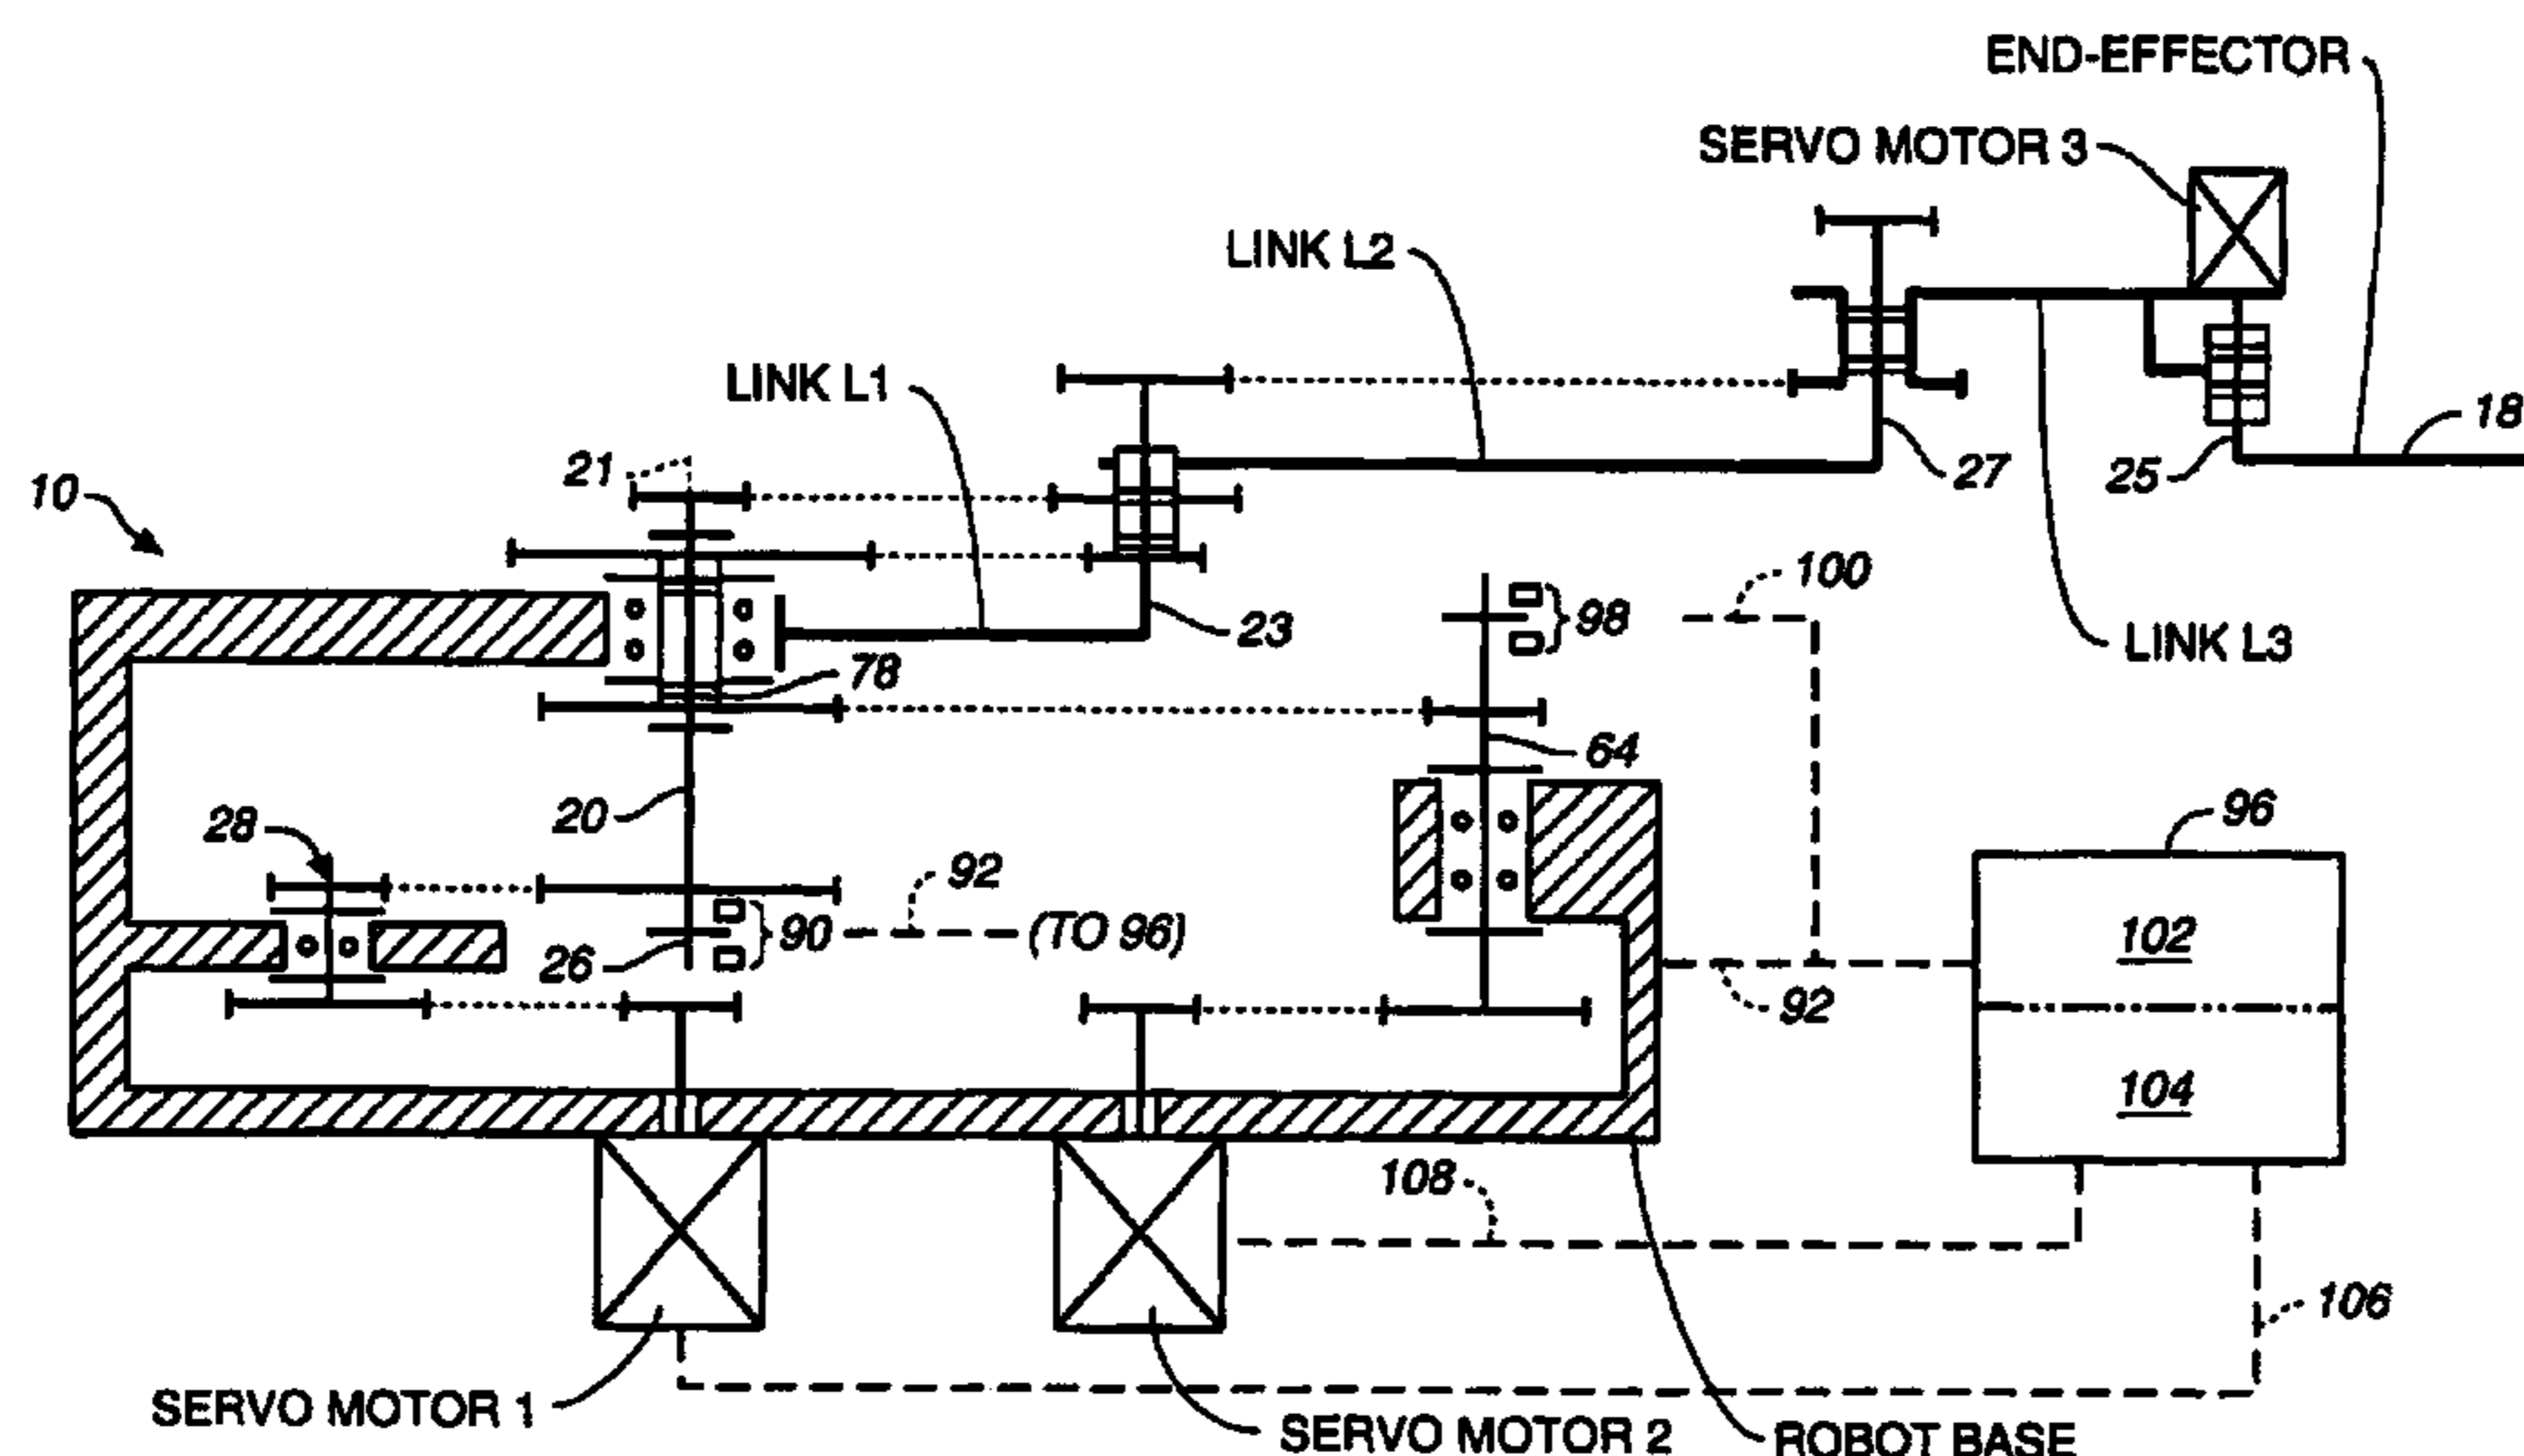 END-EFFECTOR
SERVO MOTOR 3
LINK L2
LINK L1
18
21
27
25
10
100
98
23
LINK L3
78
64
20
96
28
92
102
90
(TO 96)
26
92
104
108
106
SERVO MOTOR 1
SERVO MOTOR 2
ROBOT BASE